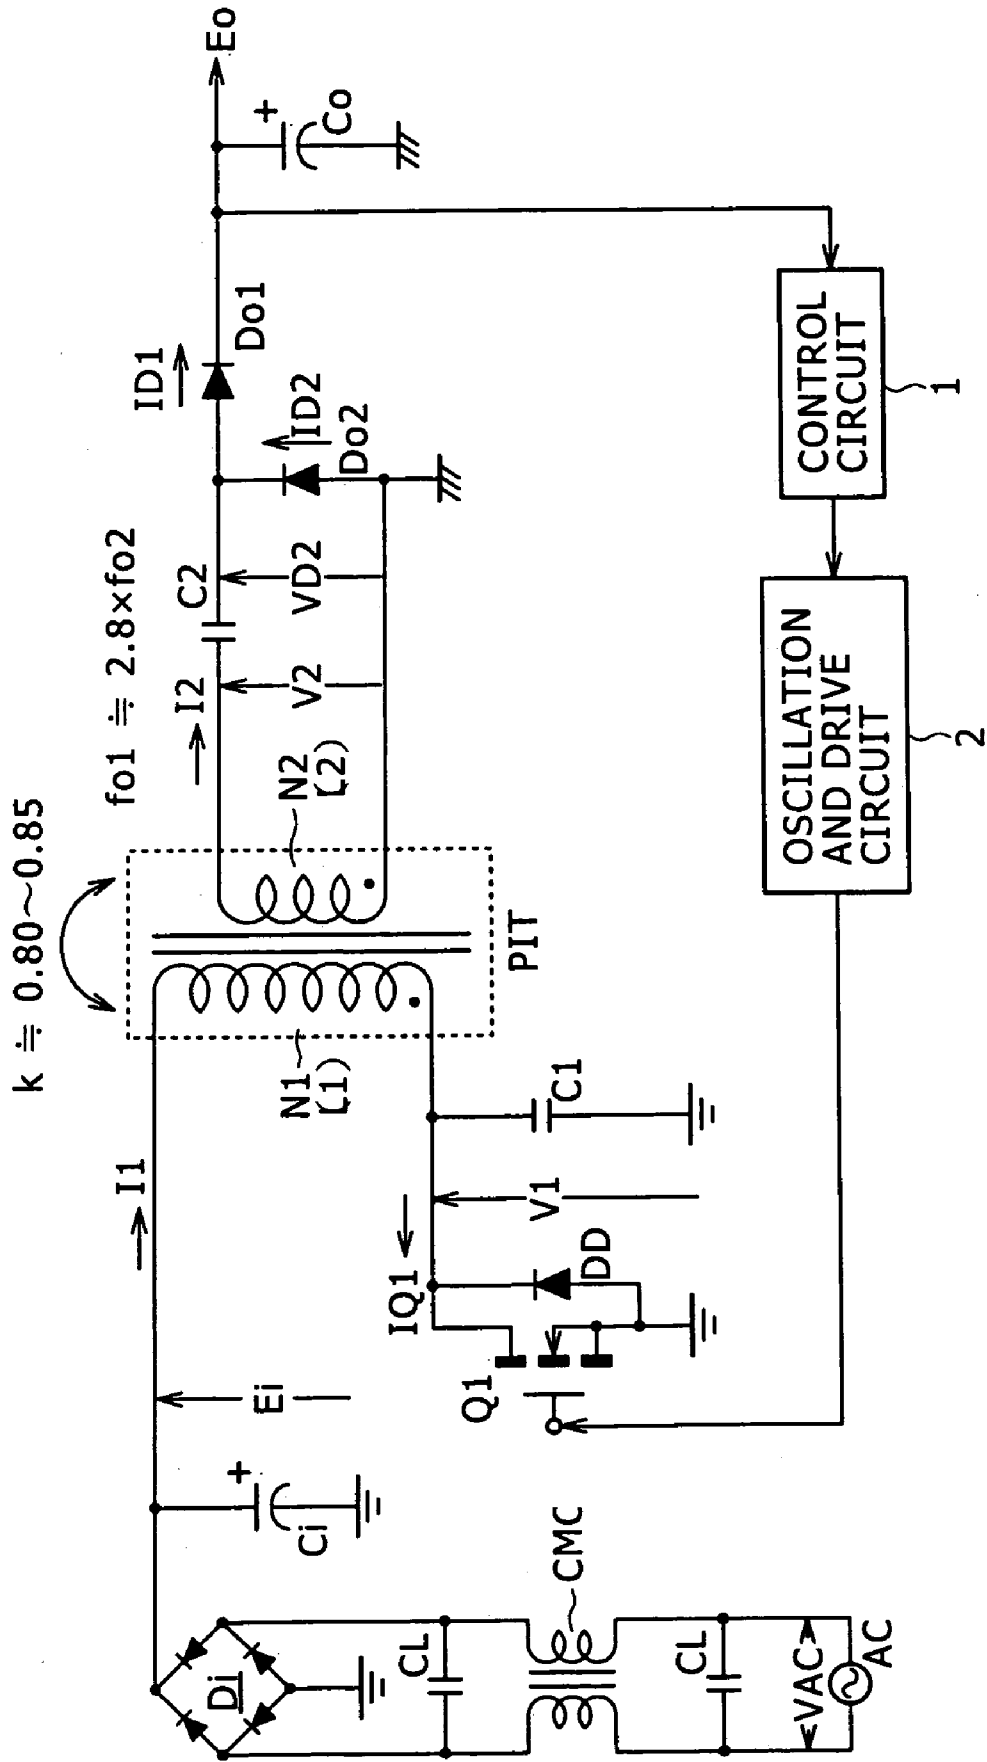 k ≒ 0.80~0.85
fo1 ≒ 2.8×fo2
I1
I2
C2
ID1
Do1
Eo
+
Co
ID2
Do2
VD2
V2
N2
(L2)
N1
(L1)
PIT
C1
V1
IQ1
DD
Q1
Ei
+
Ci
Di
CL
CMC
CL
VAC
AC
CONTROL
CIRCUIT
1
OSCILLATION
AND DRIVE
CIRCUIT
2